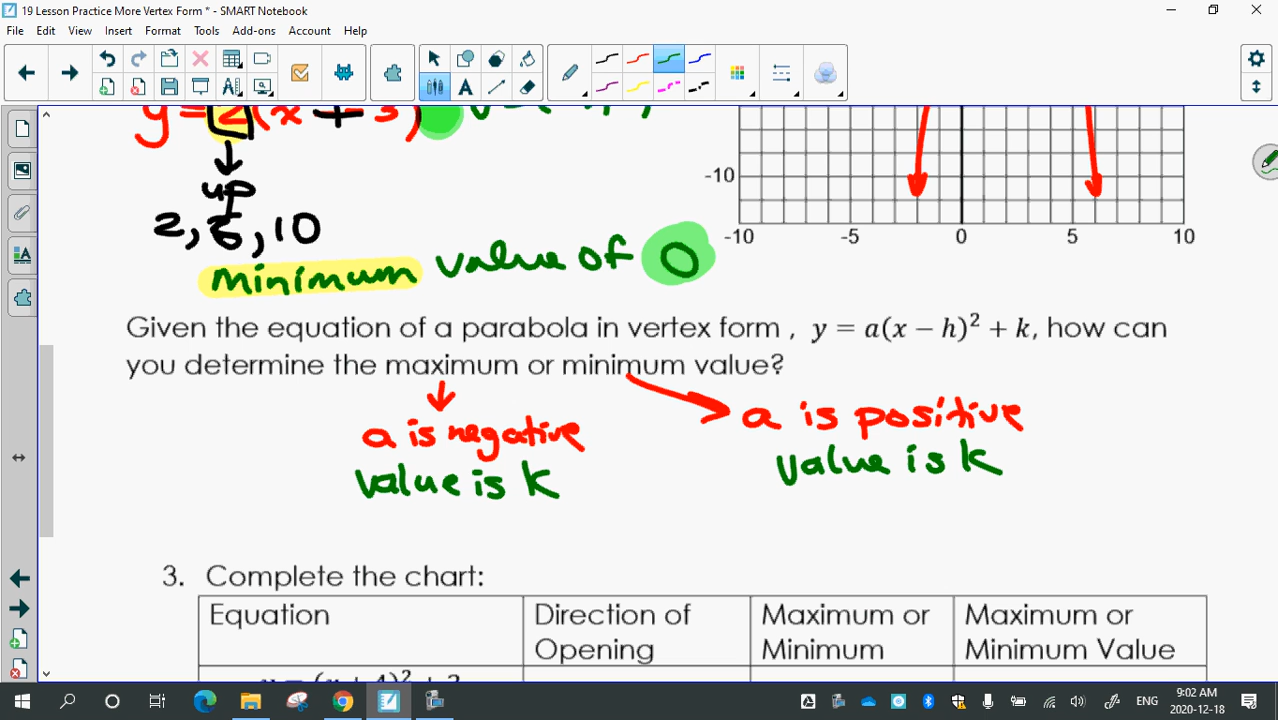 19 Lesson Practice More Vertex Form * - SMART Notebook
File Edit View Insert Format Tools Add-ons Account Help
y = 2(x + 3)
up
2, 6, 10
-10
-10 -5 0 5 10
minimum value of 0
Given the equation of a parabola in vertex form , y = a(x − h)² + k, how can
you determine the maximum or minimum value?
a is negative
value is k
a is positive
value is k
3. Complete the chart:
Equation
Direction of
Opening
Maximum or
Minimum
Maximum or
Minimum Value
ENG
9:02 AM
2020-12-18